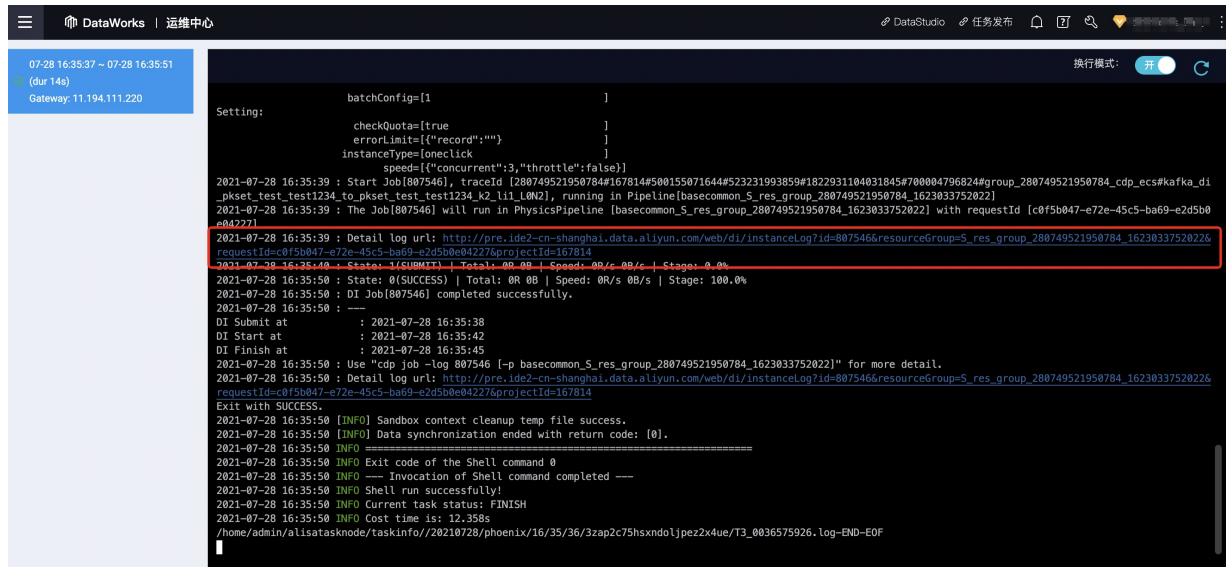 DataWorks | 运维中心
DataStudio 任务发布
07-28 16:35:37 ~ 07-28 16:35:51
(dur 14s)
Gateway: 11.194.111.220
换行模式: 开
batchConfig=[1 ]
Setting:
checkQuota=[true ]
errorLimit=[{"record":""} ]
instanceType=[oneclick ]
speed=[{"concurrent":3,"throttle":false}]
2021-07-28 16:35:39 : Start Job[807546], traceId [280749521950784#167814#500155071644#523231993859#1822931104031845#700004796824#group_280749521950784_cdp_ecs#kafka_di
_pkset_test_test1234_to_pkset_test_test1234_k2_li1_L0N2], running in Pipeline[basecommon_S_res_group_280749521950784_1623033752022]
2021-07-28 16:35:39 : The Job[807546] will run in PhysicsPipeline [basecommon_S_res_group_280749521950784_1623033752022] with requestId [c0f5b047-e72e-45c5-ba69-e2d5b0
e04227]
2021-07-28 16:35:39 : Detail log url: http://pre.ide2-cn-shanghai.data.aliyun.com/web/di/instanceLog?id=807546&resourceGroup=S_res_group_280749521950784_1623033752022&
requestId=c0f5b047-e72e-45c5-ba69-e2d5b0e04227&projectId=167814
2021-07-28 16:35:40 : State: 1(SUBMIT) | Total: 0R 0B | Speed: 0R/s 0B/s | Stage: 0.0%
2021-07-28 16:35:50 : State: 0(SUCCESS) | Total: 0R 0B | Speed: 0R/s 0B/s | Stage: 100.0%
2021-07-28 16:35:50 : DI Job[807546] completed successfully.
2021-07-28 16:35:50 : ---
DI Submit at : 2021-07-28 16:35:38
DI Start at : 2021-07-28 16:35:42
DI Finish at : 2021-07-28 16:35:45
2021-07-28 16:35:50 : Use "cdp job -log 807546 [-p basecommon_S_res_group_280749521950784_1623033752022]" for more detail.
2021-07-28 16:35:50 : Detail log url: http://pre.ide2-cn-shanghai.data.aliyun.com/web/di/instanceLog?id=807546&resourceGroup=S_res_group_280749521950784_1623033752022&
requestId=c0f5b047-e72e-45c5-ba69-e2d5b0e04227&projectId=167814
Exit with SUCCESS.
2021-07-28 16:35:50 [INFO] Sandbox context cleanup temp file success.
2021-07-28 16:35:50 [INFO] Data synchronization ended with return code: [0].
2021-07-28 16:35:50 INFO =================================================================
2021-07-28 16:35:50 INFO Exit code of the Shell command 0
2021-07-28 16:35:50 INFO --- Invocation of Shell command completed ---
2021-07-28 16:35:50 INFO Shell run successfully!
2021-07-28 16:35:50 INFO Current task status: FINISH
2021-07-28 16:35:50 INFO Cost time is: 12.358s
/home/admin/alisatasknode/taskinfo//20210728/phoenix/16/35/36/3zap2c75hsxndoljpez2x4ue/T3_0036575926.log-END-EOF